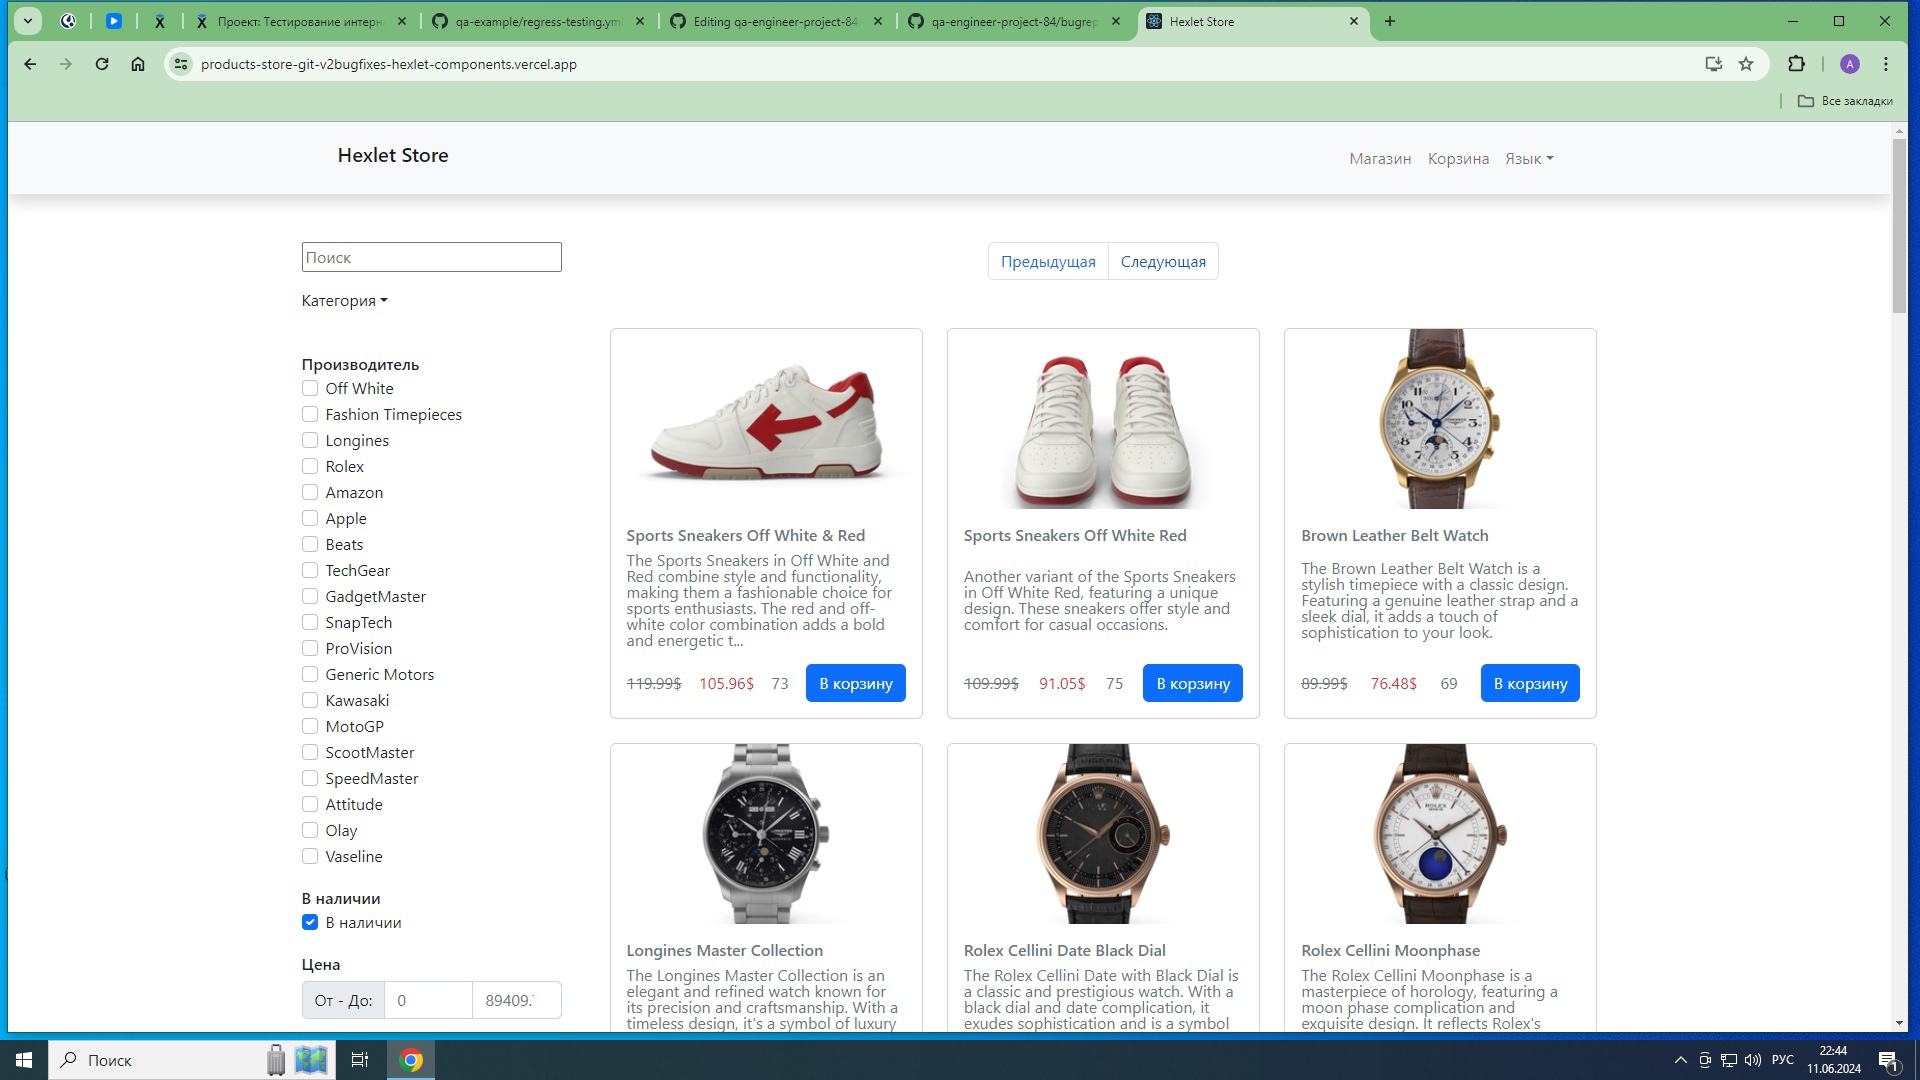 Проект: Тестирование интерн
qa-example/regress-testing.yml
Editing qa-engineer-project-84/
qa-engineer-project-84/bugrep
Hexlet Store
products-store-git-v2bugfixes-hexlet-components.vercel.app
A
Все закладки
Hexlet Store
Магазин
Корзина
Язык
Поиск
Предыдущая
Следующая
Категория
Производитель
Off White
Fashion Timepieces
Longines
Rolex
Amazon
Apple
Beats
TechGear
GadgetMaster
SnapTech
ProVision
Generic Motors
Kawasaki
MotoGP
ScootMaster
SpeedMaster
Attitude
Olay
Vaseline
В наличии
В наличии
Цена
От - До:
0
89409.
Sports Sneakers Off White & Red
The Sports Sneakers in Off White and
Red combine style and functionality,
making them a fashionable choice for
sports enthusiasts. The red and off-
white color combination adds a bold
and energetic t...
119.99$ 105.96$ 73 В корзину
Sports Sneakers Off White Red
Another variant of the Sports Sneakers
in Off White Red, featuring a unique
design. These sneakers offer style and
comfort for casual occasions.
109.99$ 91.05$ 75 В корзину
Brown Leather Belt Watch
The Brown Leather Belt Watch is a
stylish timepiece with a classic design.
Featuring a genuine leather strap and a
sleek dial, it adds a touch of
sophistication to your look.
89.99$ 76.48$ 69 В корзину
Longines Master Collection
The Longines Master Collection is an
elegant and refined watch known for
its precision and craftsmanship. With a
timeless design, it's a symbol of luxury
Rolex Cellini Date Black Dial
The Rolex Cellini Date with Black Dial is
a classic and prestigious watch. With a
black dial and date complication, it
exudes sophistication and is a symbol
Rolex Cellini Moonphase
The Rolex Cellini Moonphase is a
masterpiece of horology, featuring a
moon phase complication and
exquisite design. It reflects Rolex's
Поиск
РУС
22:44
11.06.2024
1